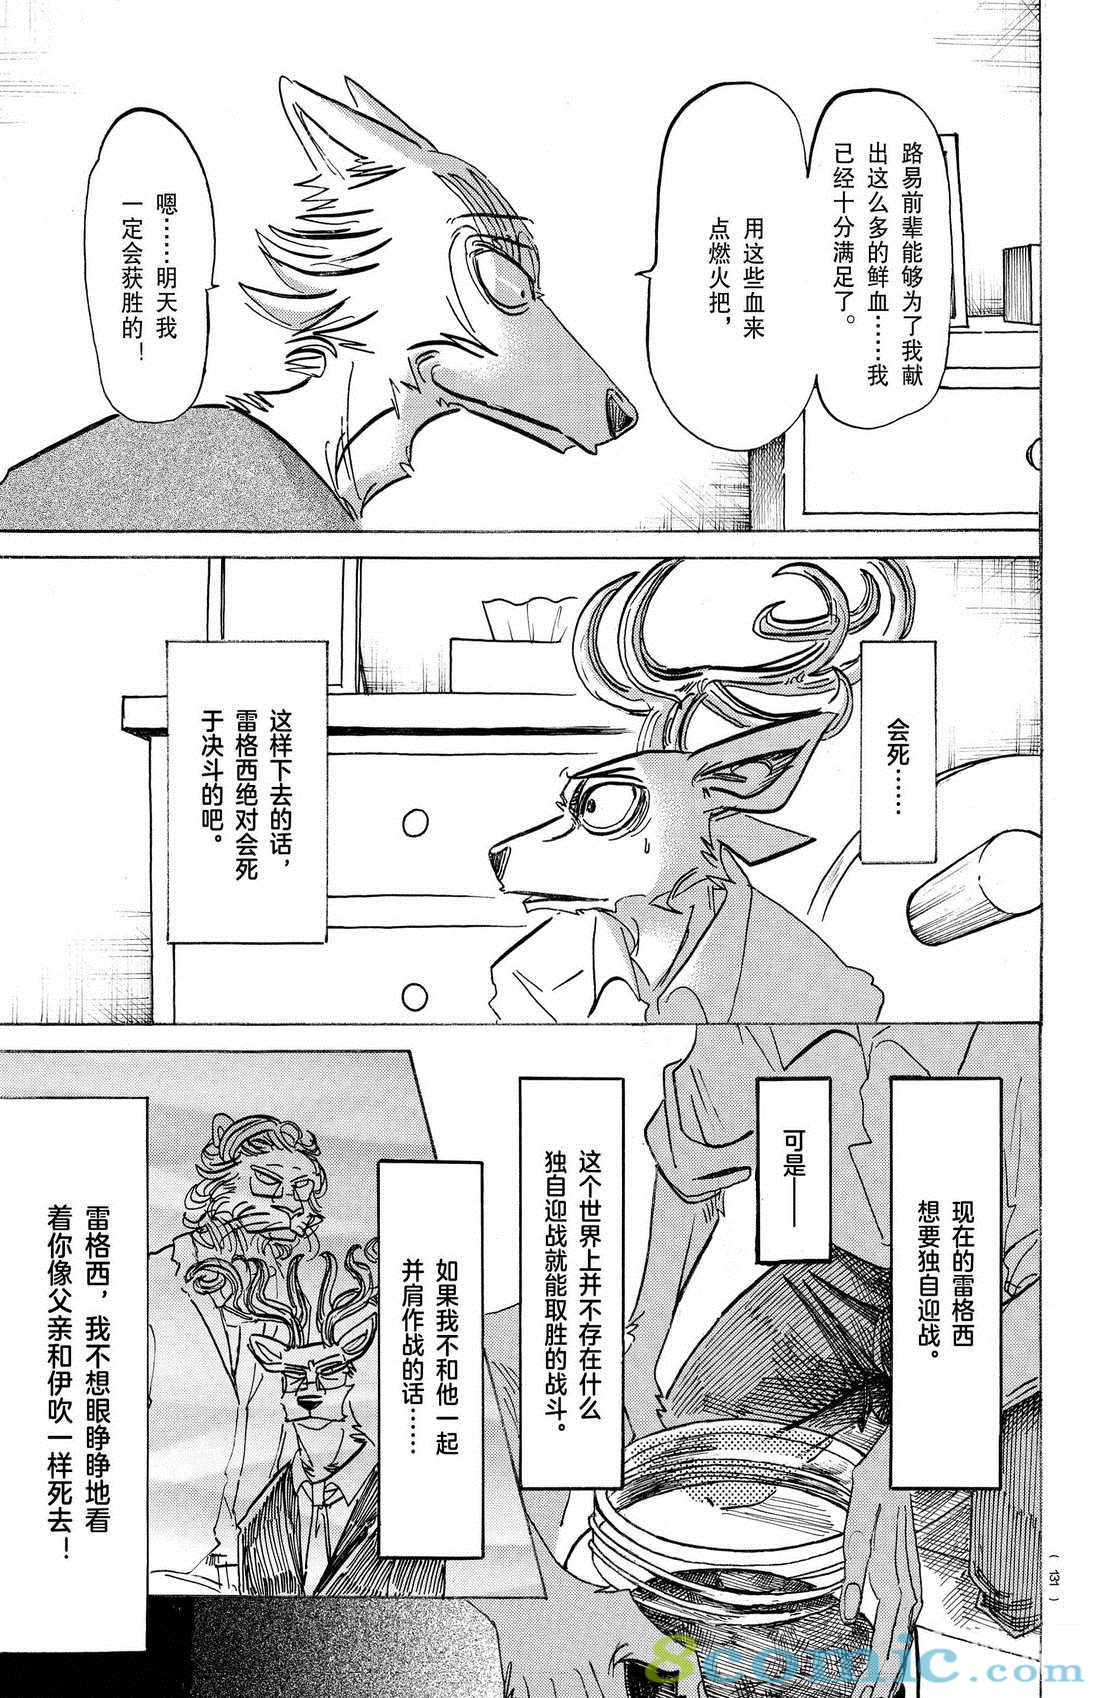 路易前辈能够为了我献
出这么多的鲜血……我
已经十分满足了。
用这些血来
点燃火把，
嗯……明天我
一定会获胜的！
会死……
这样下去的话，
雷格西绝对会死
于决斗的吧。
现在的雷格西
想要独自迎战。
可是——
这个世界上并不存在什么
独自迎战就能取胜的战斗。
如果我不和他一起
并肩作战的话……
雷格西，我不想眼睁睁地看
着你像父亲和伊吹一样死去！
(131)
8comic.com